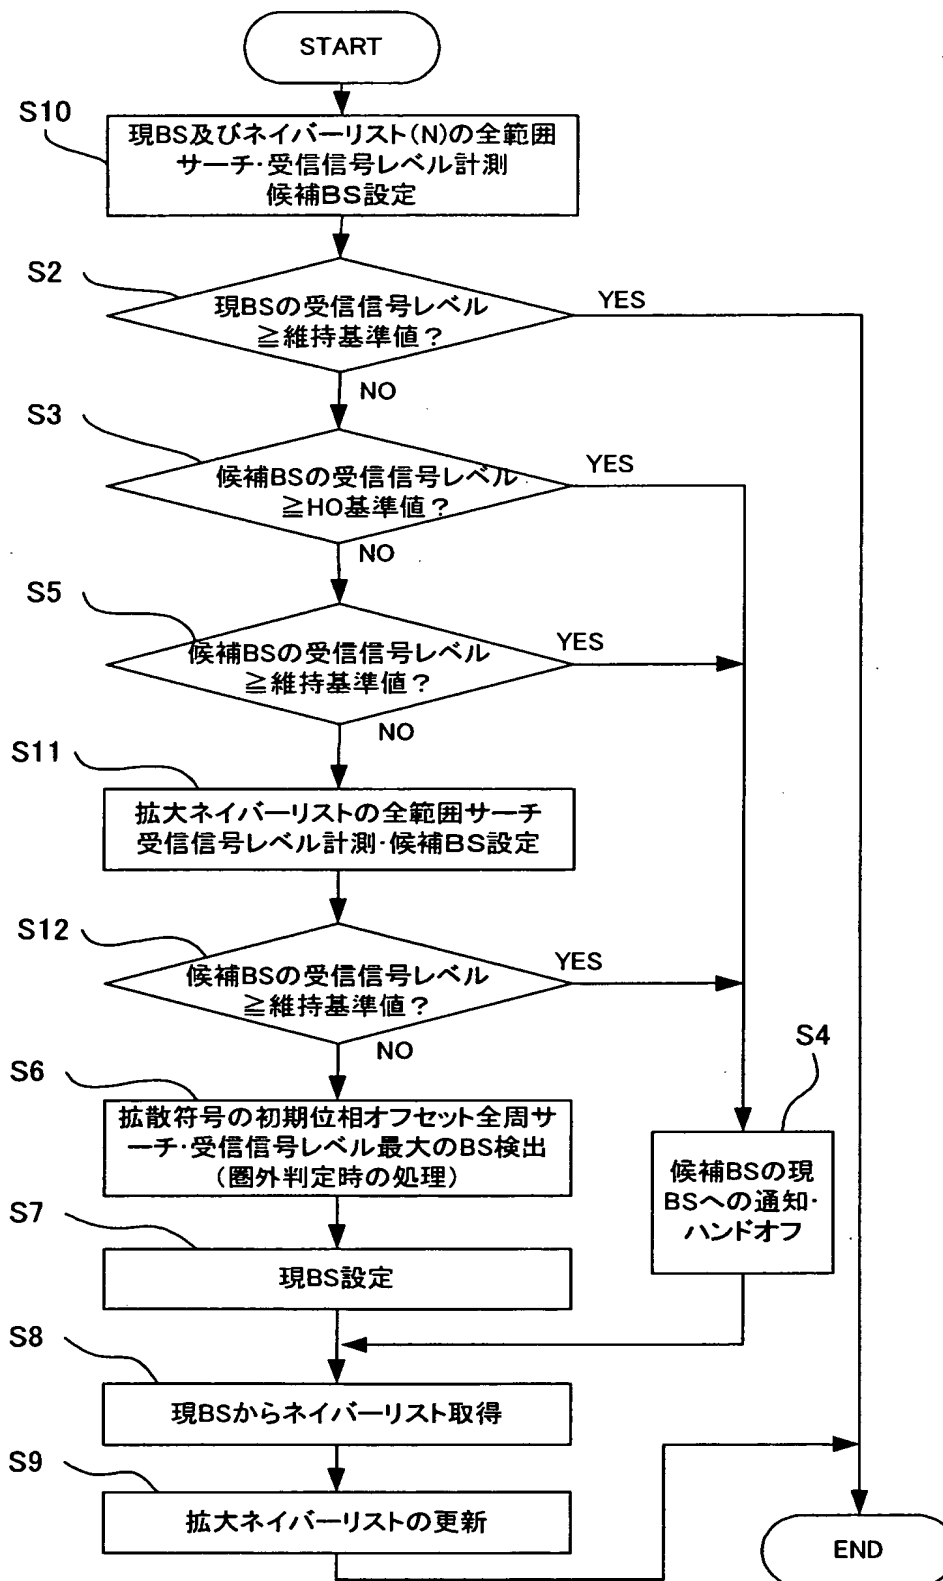 START
S10
現BS及びネイバーリスト(N)の全範囲
サーチ･受信信号レベル計測
候補BS設定
S2
現BSの受信信号レベル
≧維持基準値？
YES
NO
S3
候補BSの受信信号レベル
≧HO基準値？
YES
NO
S5
候補BSの受信信号レベル
≧維持基準値？
YES
NO
S11
拡大ネイバーリストの全範囲サーチ
受信信号レベル計測･候補BS設定
S12
候補BSの受信信号レベル
≧維持基準値？
YES
NO
S4
候補BSの現
BSへの通知･
ハンドオフ
S6
拡散符号の初期位相オフセット全周サ
ーチ･受信信号レベル最大のBS検出
(圏外判定時の処理)
S7
現BS設定
S8
現BSからネイバーリスト取得
S9
拡大ネイバーリストの更新
END